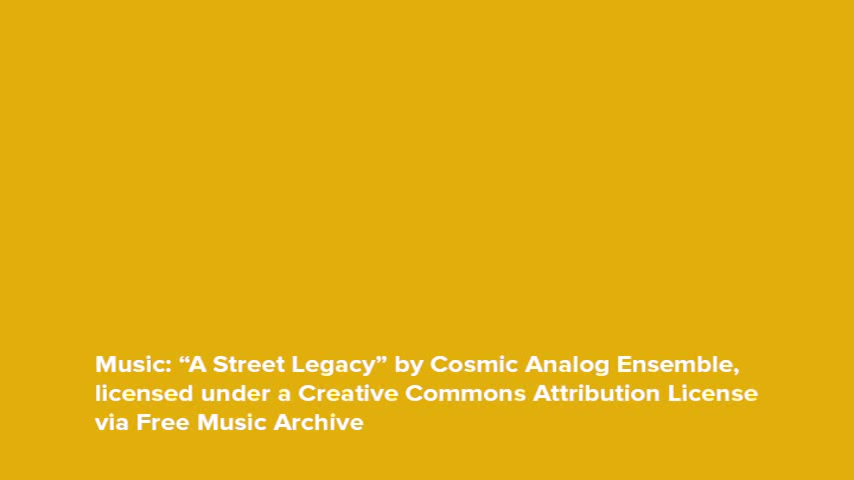 Music: “A Street Legacy” by Cosmic Analog Ensemble,
licensed under a Creative Commons Attribution License
via Free Music Archive